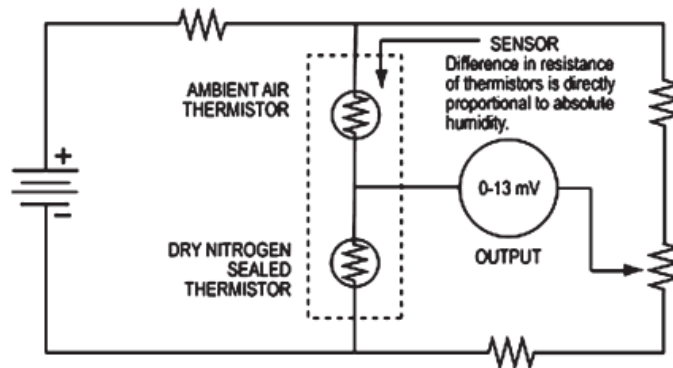 SENSOR
Difference in resistance
of thermistors is directly
proportional to absolute
humidity.
AMBIENT AIR
THERMISTOR
+
−
0-13 mV
OUTPUT
DRY NITROGEN
SEALED
THERMISTOR